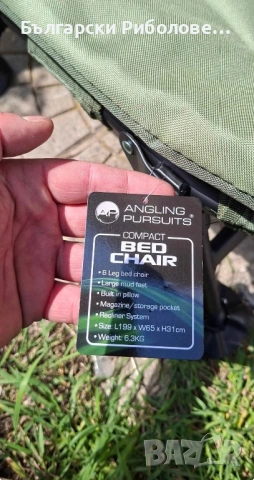 Български Риболове...
AP
ANGLING
PURSUITS®
COMPACT
BED
CHAIR
• 6 Leg bed chair
• Large mud feet
• Built in pillow
• Magazine/storage pocket
• Recliner System
• Size: L199 x W65 x H31cm
• Weight: 6.3KG
bazar